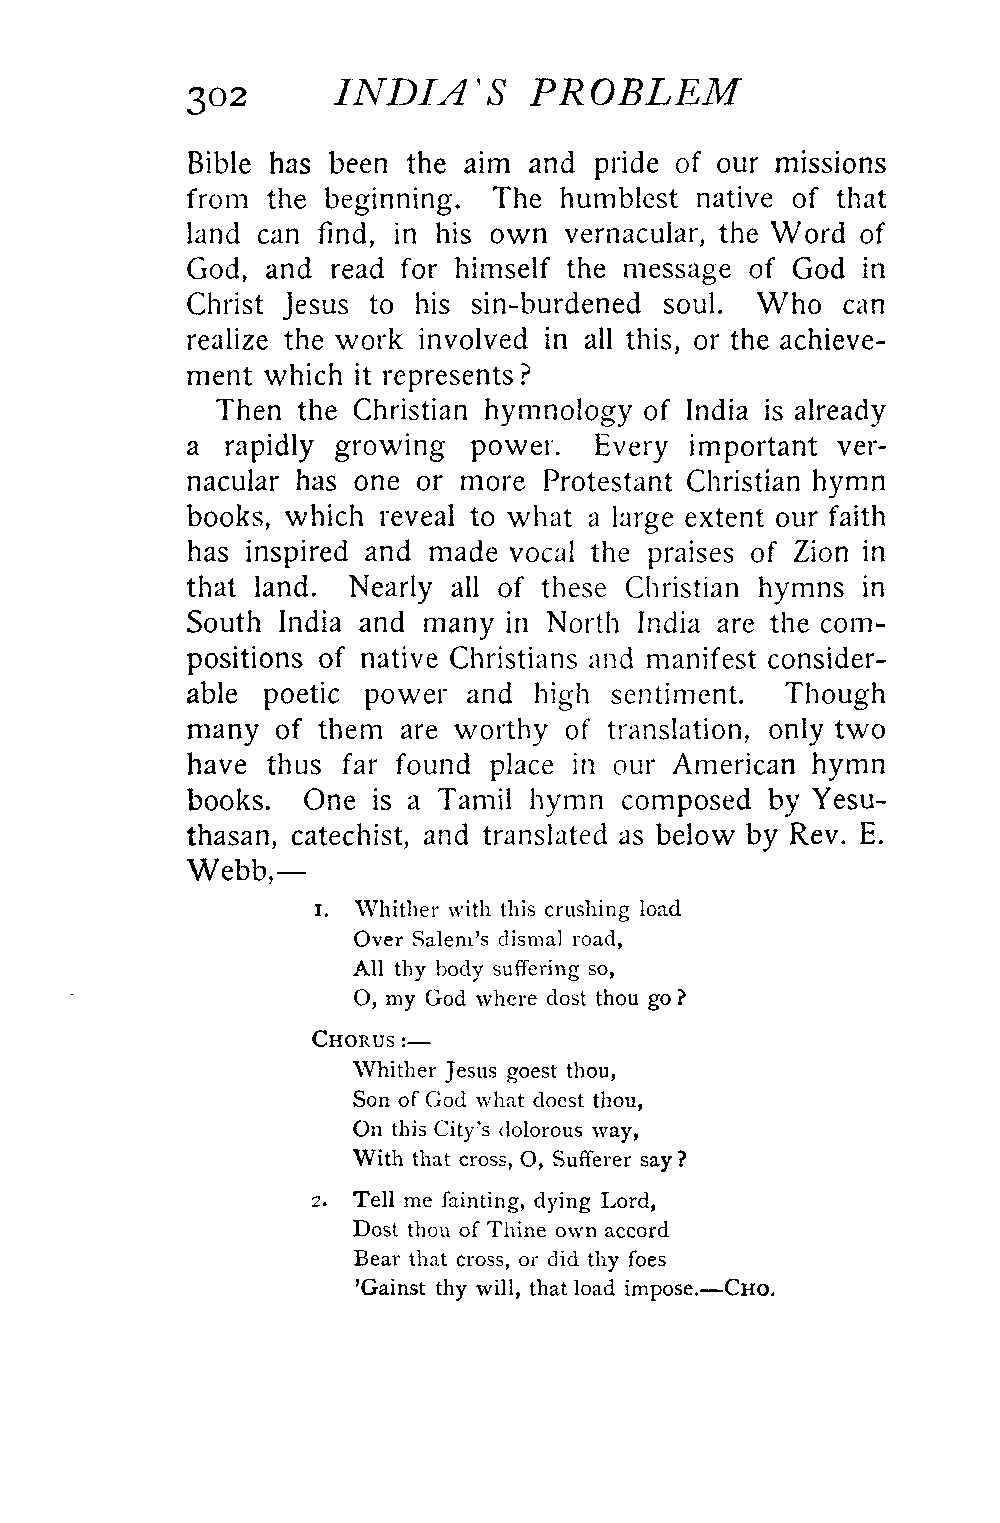 302 INDIA'S PROBLEM
Bible has been the aim and pride of our missions
from the beginning. The humblest native of that
land can find, in his own vernacular, the Word of
God, and read for himself the message of God in
Christ Jesus to his sin-burdened soul. Who can
realize the work involved in all this, or the achieve-
ment which it represents?
Then the Christian hymnology of India is already
a rapidly growing power. Every important ver-
nacular has one or more Protestant Christian hymn
books, which reveal to what a large extent our faith
has inspired and made vocal the praises of Zion in
that land. Nearly all of these Christian hymns in
South India and many in North India are the com-
positions of native Christians and manifest consider-
able poetic power and high sentiment. Though
many of them are worthy of translation, only two
have thus far found place in our American hymn
books. One is a Tamil hymn composed by Yesu-
thasan, catechist, and translated as below by Rev. E.
Webb,—
1. Whither with this crushing load
Over Salem's dismal road,
All thy body suffering so,
O, my God where dost thou go?
CHORUS:—
Whither Jesus goest thou,
Son of God what doest thou,
On this City's dolorous way,
With that cross, O, Sufferer say?
2. Tell me fainting, dying Lord,
Dost thou of Thine own accord
Bear that cross, or did thy foes
'Gainst thy will, that load impose.—CHO.